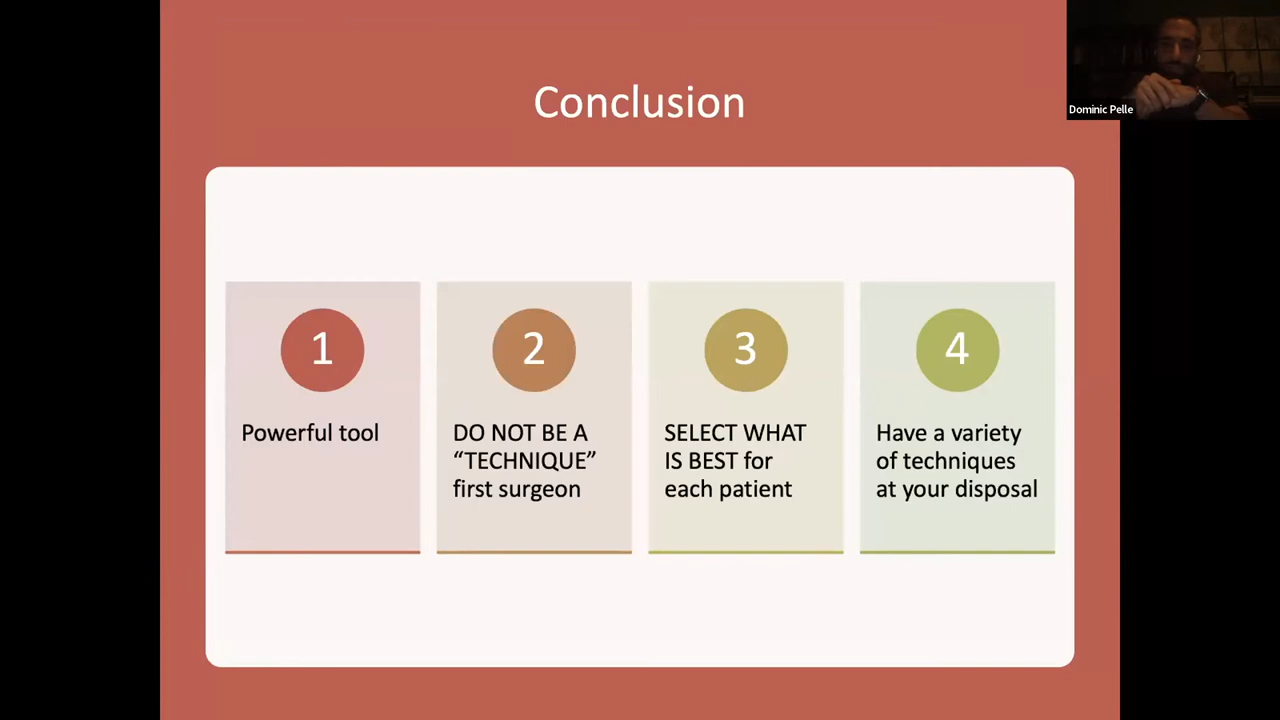 Conclusion
Dominic Pelle
1
2
3
4
Powerful tool
DO NOT BE A
“TECHNIQUE”
first surgeon
SELECT WHAT
IS BEST for
each patient
Have a variety
of techniques
at your disposal